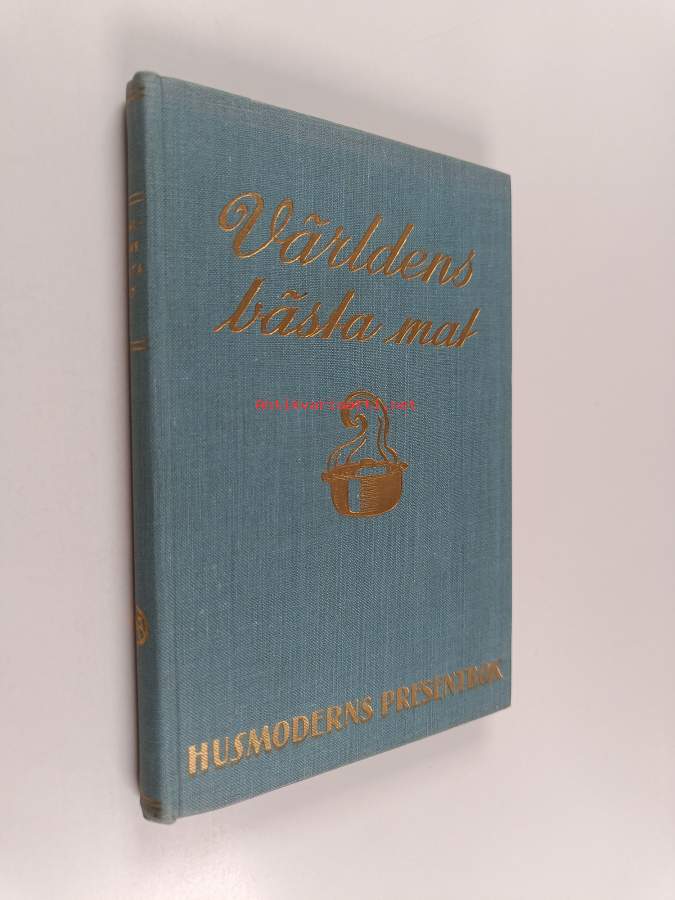 Världens
bästa mat
Antikvariaatti.net
HUSMODERNS PRESENTBOK